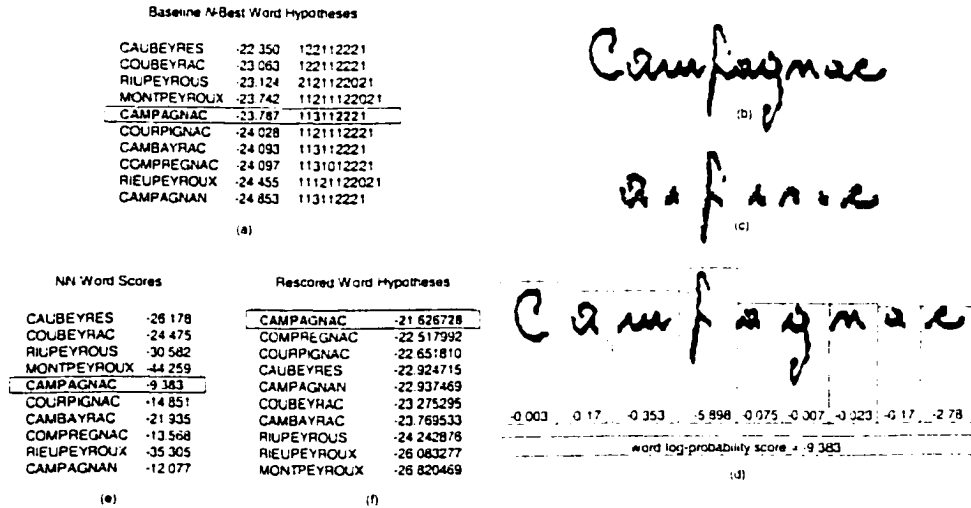 Baseline N-Best Word Hypotheses
CAUBEYRES -22 350 122112221
COUBEYRAC -23 063 122112221
RIUPEYROUS -23.124 2121122021
MONTPEYROUX -23 742 11211122021
CAMPAGNAC -23.787 113112221
COURPIGNAC -24 028 1121112221
CAMBAYRAC -24 093 113112221
COMPREGNAC -24 097 1131012221
RIEUPEYROUX -24 455 11121122021
CAMPAGNAN -24 853 113112221
(a)
Campagnac
(b)
(c)
NN Word Scores
CAUBEYRES -26 178
COUBEYRAC -24 475
RIUPEYROUS -30 582
MONTPEYROUX -44 259
CAMPAGNAC -9 383
COURPIGNAC -14 851
CAMBAYRAC -21 935
COMPREGNAC -13.568
RIEUPEYROUX -35 305
CAMPAGNAN -12 077
(e)
Rescored Word Hypotheses
CAMPAGNAC -21 626728
COMPREGNAC -22 517992
COURPIGNAC -22 651810
CAUBEYRES -22 924715
CAMPAGNAN -22 937469
COUBEYRAC -23 275295
CAMBAYRAC -23.769533
RIUPEYROUS -24 242876
RIEUPEYROUX -26 083277
MONTPEYROUX -26 820469
(f)
C a m p a g n a c
-0.003 -0 17 -0.353 -5 898 -0.075 -0.007 -0.323 -0.17 -2.78
word log-probability score = -9 383
(d)